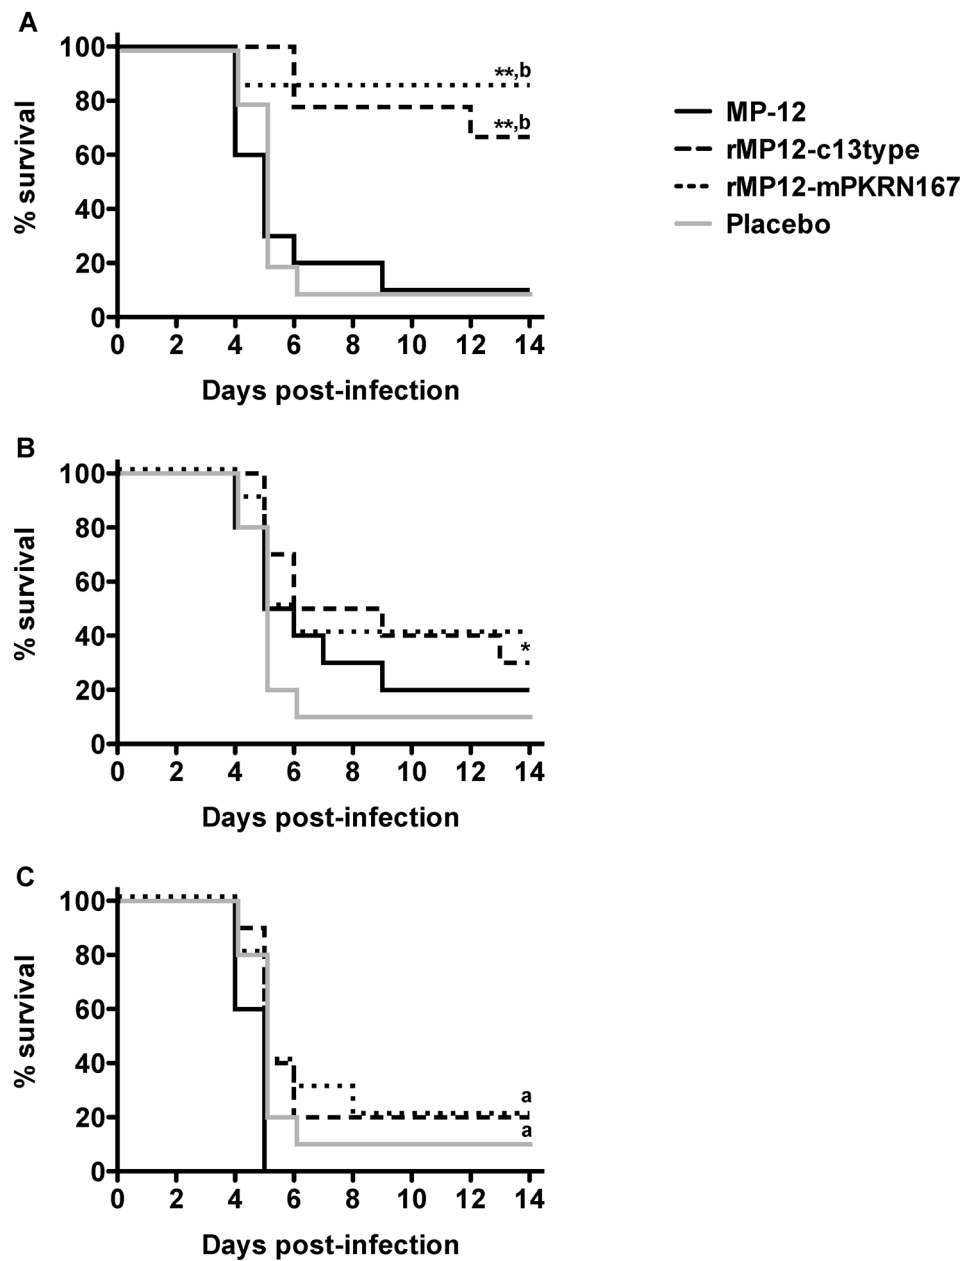 A
100
80
60
40
20
0
% survival
**,b
**,b
0 2 4 6 8 10 12 14
Days post-infection
MP-12
rMP12-c13type
rMP12-mPKRN167
Placebo
B
100
80
60
40
20
0
% survival
*
0 2 4 6 8 10 12 14
Days post-infection
C
100
80
60
40
20
0
% survival
a
a
0 2 4 6 8 10 12 14
Days post-infection